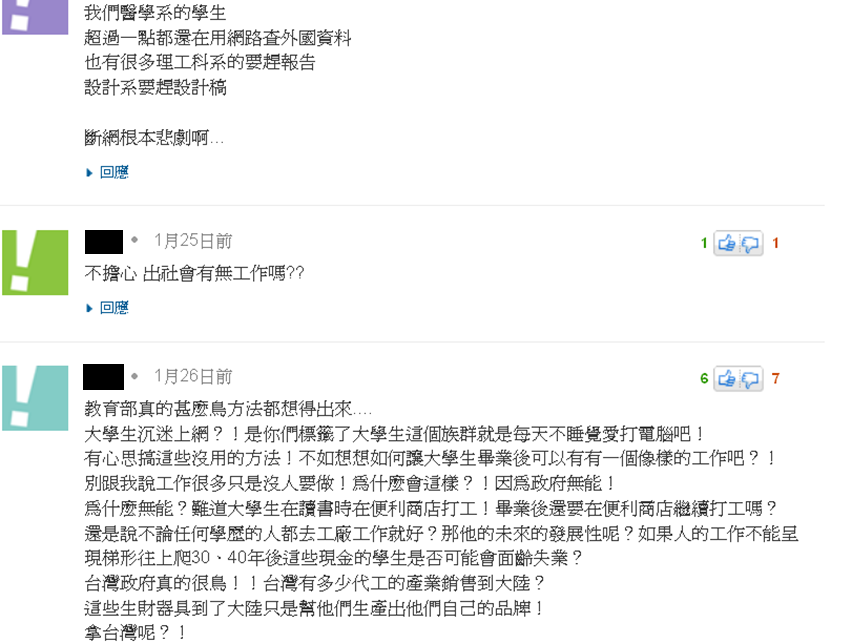 我們醫學系的學生
超過一點都還在用網路查外國資料
也有很多理工科系的要趕報告
設計系要趕設計稿
斷網根本悲劇啊...
回應
1月25日前
1 1
不擔心 出社會有無工作嗎??
回應
1月26日前
6 7
教育部真的甚麼鳥方法都想得出來....
大學生沉迷上網？！是你們標籤了大學生這個族群就是每天不睡覺愛打電腦吧！
有心思搞這些沒用的方法！不如想想如何讓大學生畢業後可以有有一個像樣的工作吧？！
別跟我說工作很多只是沒人要做！為什麼會這樣？！因為政府無能！
為什麼無能？難道大學生在讀書時在便利商店打工！畢業後還要在便利商店繼續打工嗎？
還是說不論任何學歷的人都去工廠工作就好？那他的未來的發展性呢？如果人的工作不能呈
現梯形往上爬30、40年後這些現金的學生是否可能會面齡失業？
台灣政府真的很鳥！！台灣有多少代工的產業銷售到大陸？
這些生財器具到了大陸只是幫他們生產出他們自己的品牌！
拿台灣呢？！